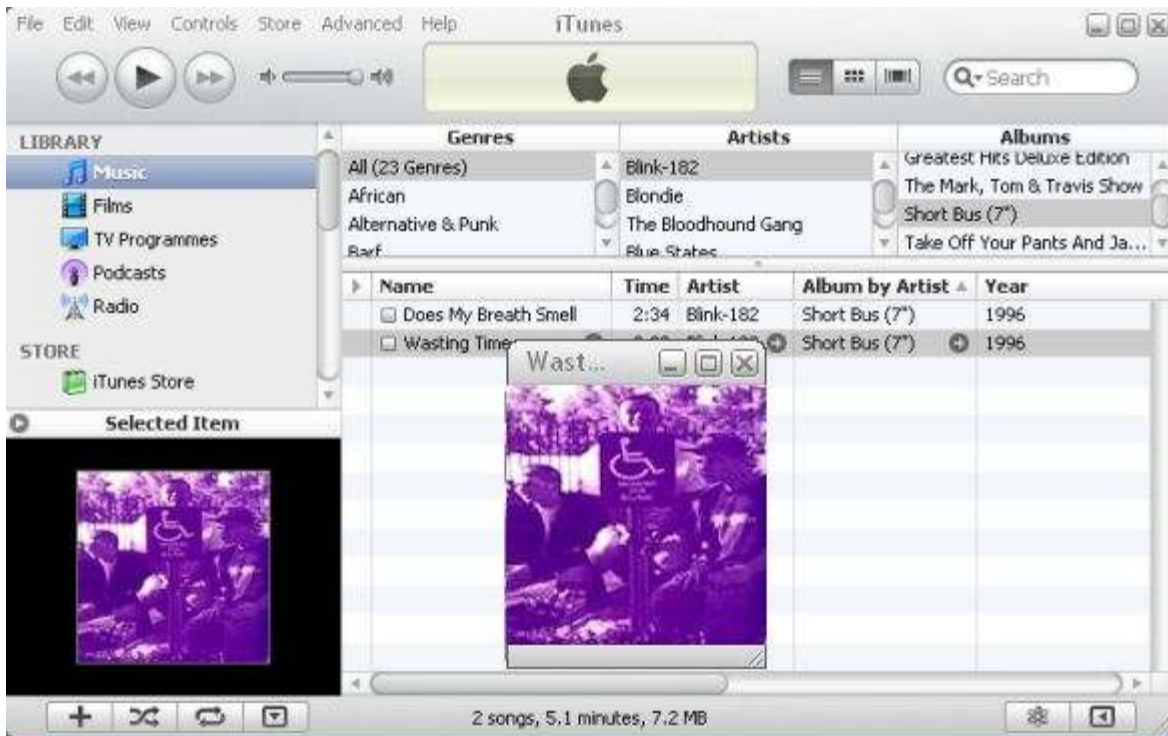 File Edit View Controls Store Advanced Help iTunes
Search
LIBRARY
Music
Films
TV Programmes
Podcasts
Radio
STORE
iTunes Store
Selected Item
Genres
All (23 Genres)
African
Alternative & Punk
Barf
Artists
Blink-182
Blondie
The Bloodhound Gang
Blue States
Albums
Greatest Hits Deluxe Edition
The Mark, Tom & Travis Show
Short Bus (7")
Take Off Your Pants And Ja...
Name Time Artist Album by Artist Year
Does My Breath Smell 2:34 Blink-182 Short Bus (7") 1996
Wasting Time Short Bus (7") 1996
Wast...
2 songs, 5.1 minutes, 7.2 MB